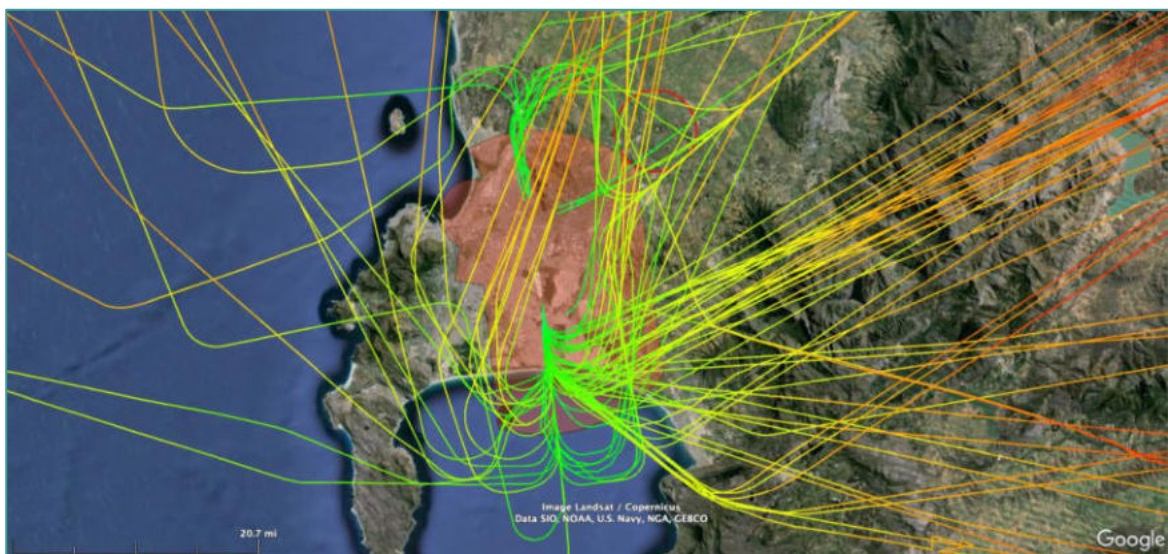 Image Landsat / Copernicus
Data SIO, NOAA, U.S. Navy, NGA, GEBCO
20.7 mi
Google